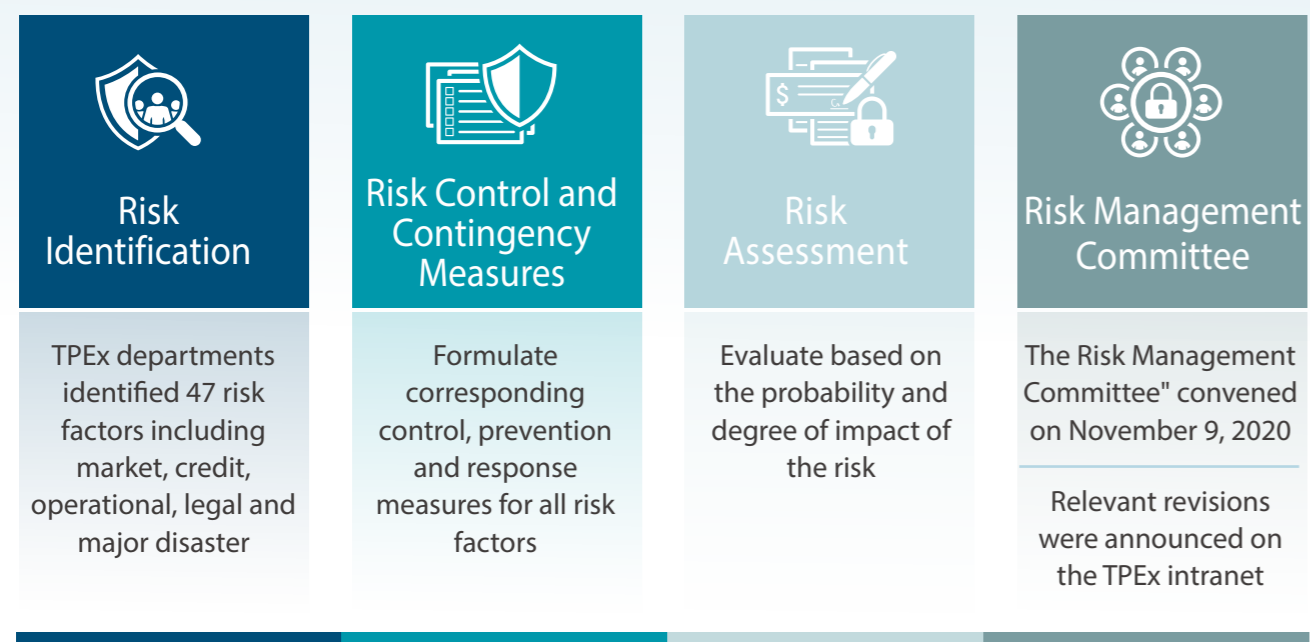 Risk
Identification
TPEx departments
identified 47 risk
factors including
market, credit,
operational, legal and
major disaster
Risk Control and
Contingency
Measures
Formulate
corresponding
control, prevention
and response
measures for all risk
factors
$
Risk
Assessment
Evaluate based on
the probability and
degree of impact of
the risk
Risk Management
Committee
The Risk Management
Committee" convened
on November 9, 2020
Relevant revisions
were announced on
the TPEx intranet